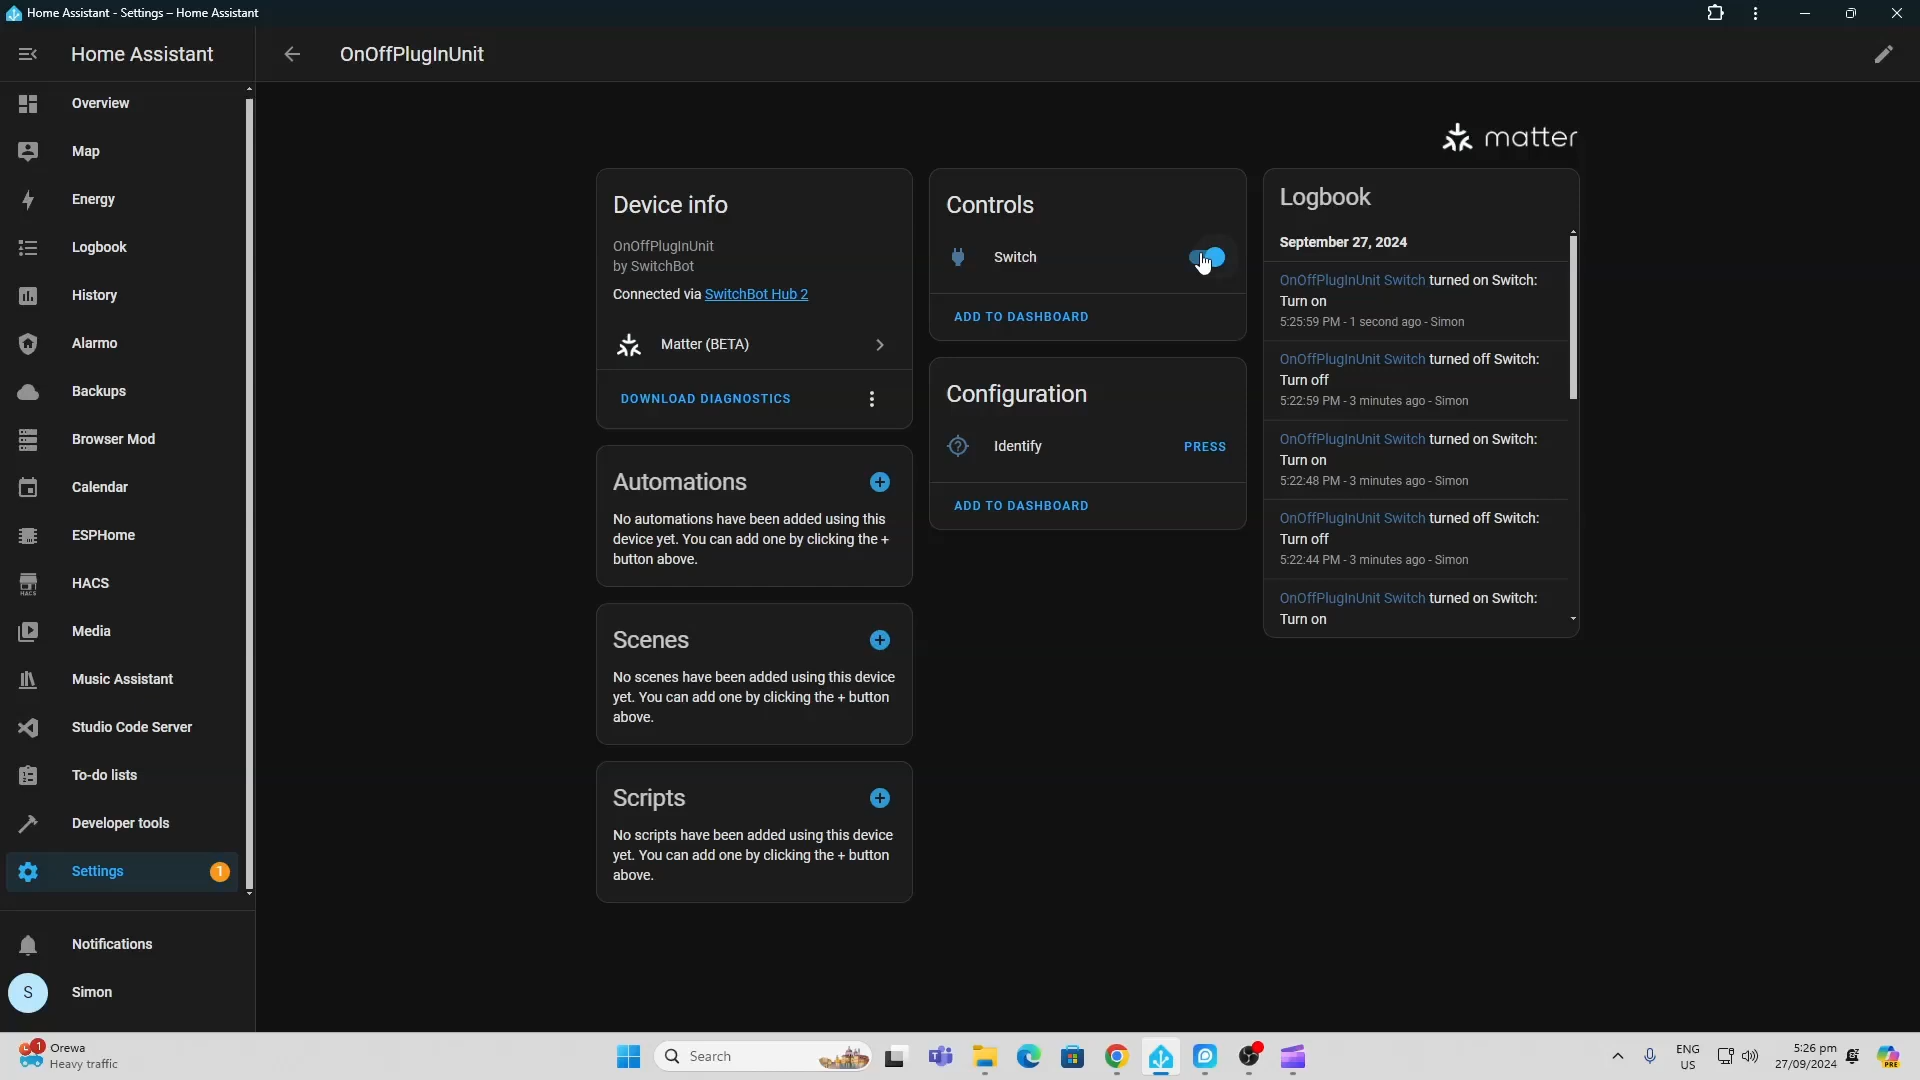 Home Assistant - Settings – Home Assistant
Home Assistant
OnOffPlugInUnit
Overview
Map
Energy
Logbook
History
Alarmo
Backups
Browser Mod
Calendar
ESPHome
HACS
HACS
Media
Music Assistant
Studio Code Server
To-do lists
Developer tools
Settings
1
Notifications
S
Simon
matter
Device info
OnOffPlugInUnit
by SwitchBot
Connected via SwitchBot Hub 2
Matter (BETA)
DOWNLOAD DIAGNOSTICS
Automations
No automations have been added using this
device yet. You can add one by clicking the +
button above.
Scenes
No scenes have been added using this device
yet. You can add one by clicking the + button
above.
Scripts
No scripts have been added using this device
yet. You can add one by clicking the + button
above.
Controls
Switch
ADD TO DASHBOARD
Configuration
Identify
PRESS
ADD TO DASHBOARD
Logbook
September 27, 2024
OnOffPlugInUnit Switch turned on Switch:
Turn on
5:25:59 PM - 1 second ago - Simon
OnOffPlugInUnit Switch turned off Switch:
Turn off
5:22:59 PM - 3 minutes ago - Simon
OnOffPlugInUnit Switch turned on Switch:
Turn on
5:22:48 PM - 3 minutes ago - Simon
OnOffPlugInUnit Switch turned off Switch:
Turn off
5:22:44 PM - 3 minutes ago - Simon
OnOffPlugInUnit Switch turned on Switch:
Turn on
1
Orewa
Heavy traffic
Search
ENG
US
5:26 pm
27/09/2024
PRE